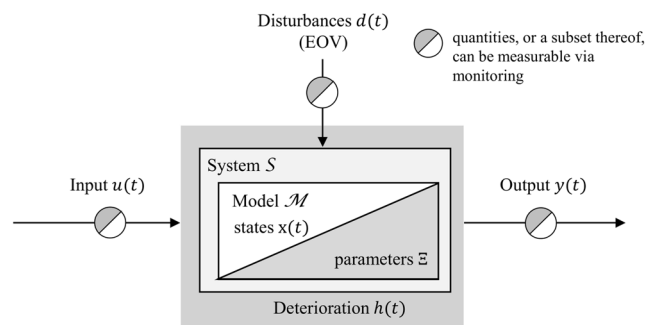 Disturbances d(t)
(EOV)
quantities, or a subset thereof,
can be measurable via
monitoring
System S
Input u(t)
Model ℳ
states x(t)
parameters Ξ
Output y(t)
Deterioration h(t)